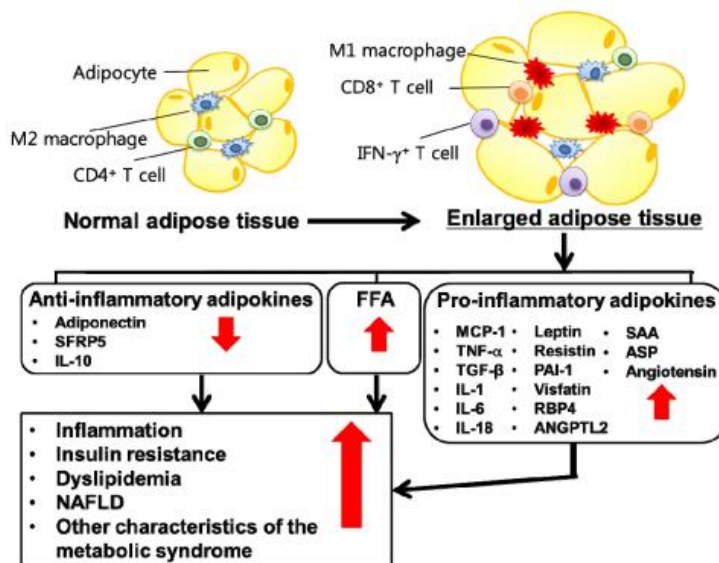 Adipocyte
M2 macrophage
CD4⁺ T cell
M1 macrophage
CD8⁺ T cell
IFN-γ⁺ T cell
Normal adipose tissue
Enlarged adipose tissue
Anti-inflammatory adipokines
• Adiponectin
• SFRP5
• IL-10
FFA
Pro-inflammatory adipokines
• MCP-1
• TNF-α
• TGF-β
• IL-1
• IL-6
• IL-18
• Leptin
• Resistin
• PAI-1
• Visfatin
• RBP4
• ANGPTL2
• SAA
• ASP
• Angiotensin
• Inflammation
• Insulin resistance
• Dyslipidemia
• NAFLD
• Other characteristics of the
metabolic syndrome